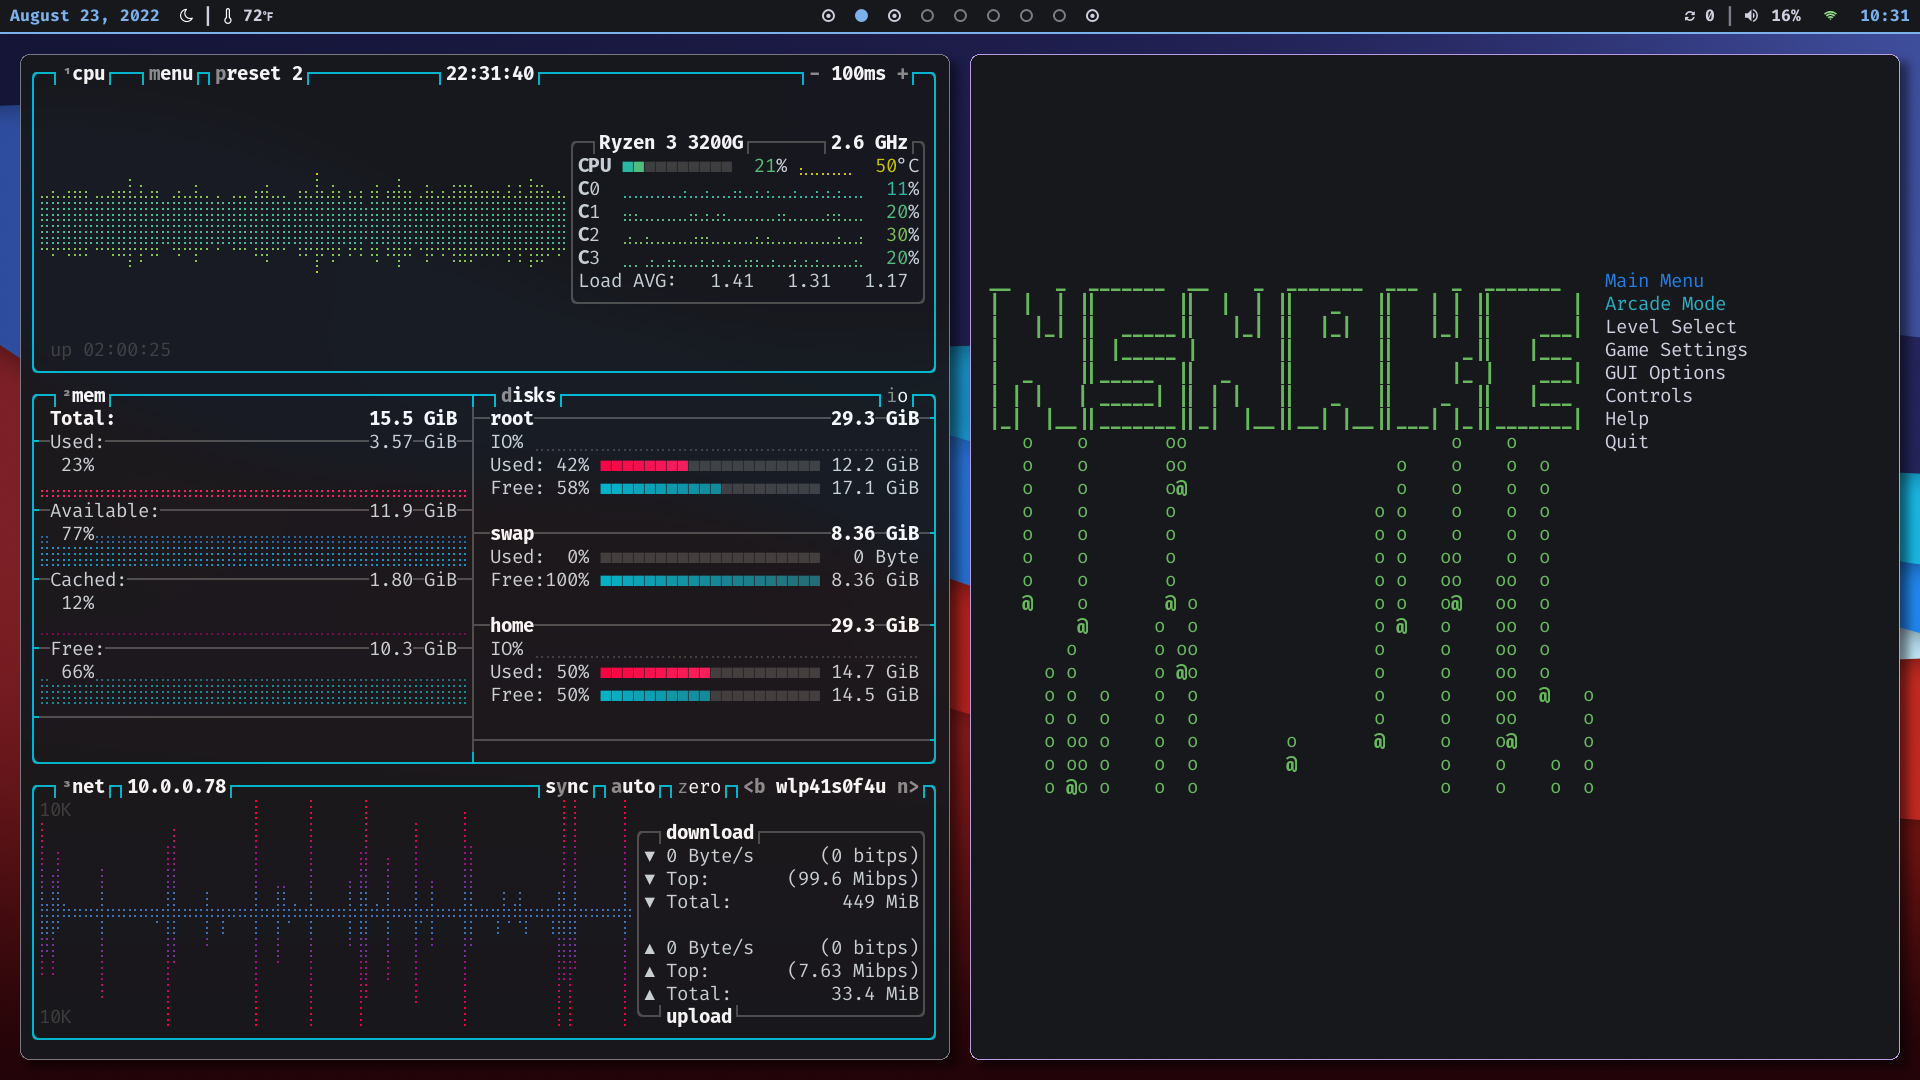 August 23, 2022 72°F 0 16% 10:31
¹cpu menu preset 2 22:31:40 - 100ms +
Ryzen 3 3200G 2.6 GHz
CPU 21% 50°C
C0 11%
C1 20%
C2 30%
C3 20%
Load AVG: 1.41 1.31 1.17
up 02:00:25
²mem
Total: 15.5 GiB
Used: 3.57 GiB
23%
Available: 11.9 GiB
77%
Cached: 1.80 GiB
12%
Free: 10.3 GiB
66%
disks io
root 29.3 GiB
IO%
Used: 42% 12.2 GiB
Free: 58% 17.1 GiB
swap 8.36 GiB
Used: 0% 0 Byte
Free:100% 8.36 GiB
home 29.3 GiB
IO%
Used: 50% 14.7 GiB
Free: 50% 14.5 GiB
³net 10.0.0.78 sync auto zero <b wlp41s0f4u n>
10K
download
▼ 0 Byte/s (0 bitps)
▼ Top: (99.6 Mibps)
▼ Total: 449 MiB
▲ 0 Byte/s (0 bitps)
▲ Top: (7.63 Mibps)
▲ Total: 33.4 MiB
upload
10K
NSNAKE
Main Menu
Arcade Mode
Level Select
Game Settings
GUI Options
Controls
Help
Quit